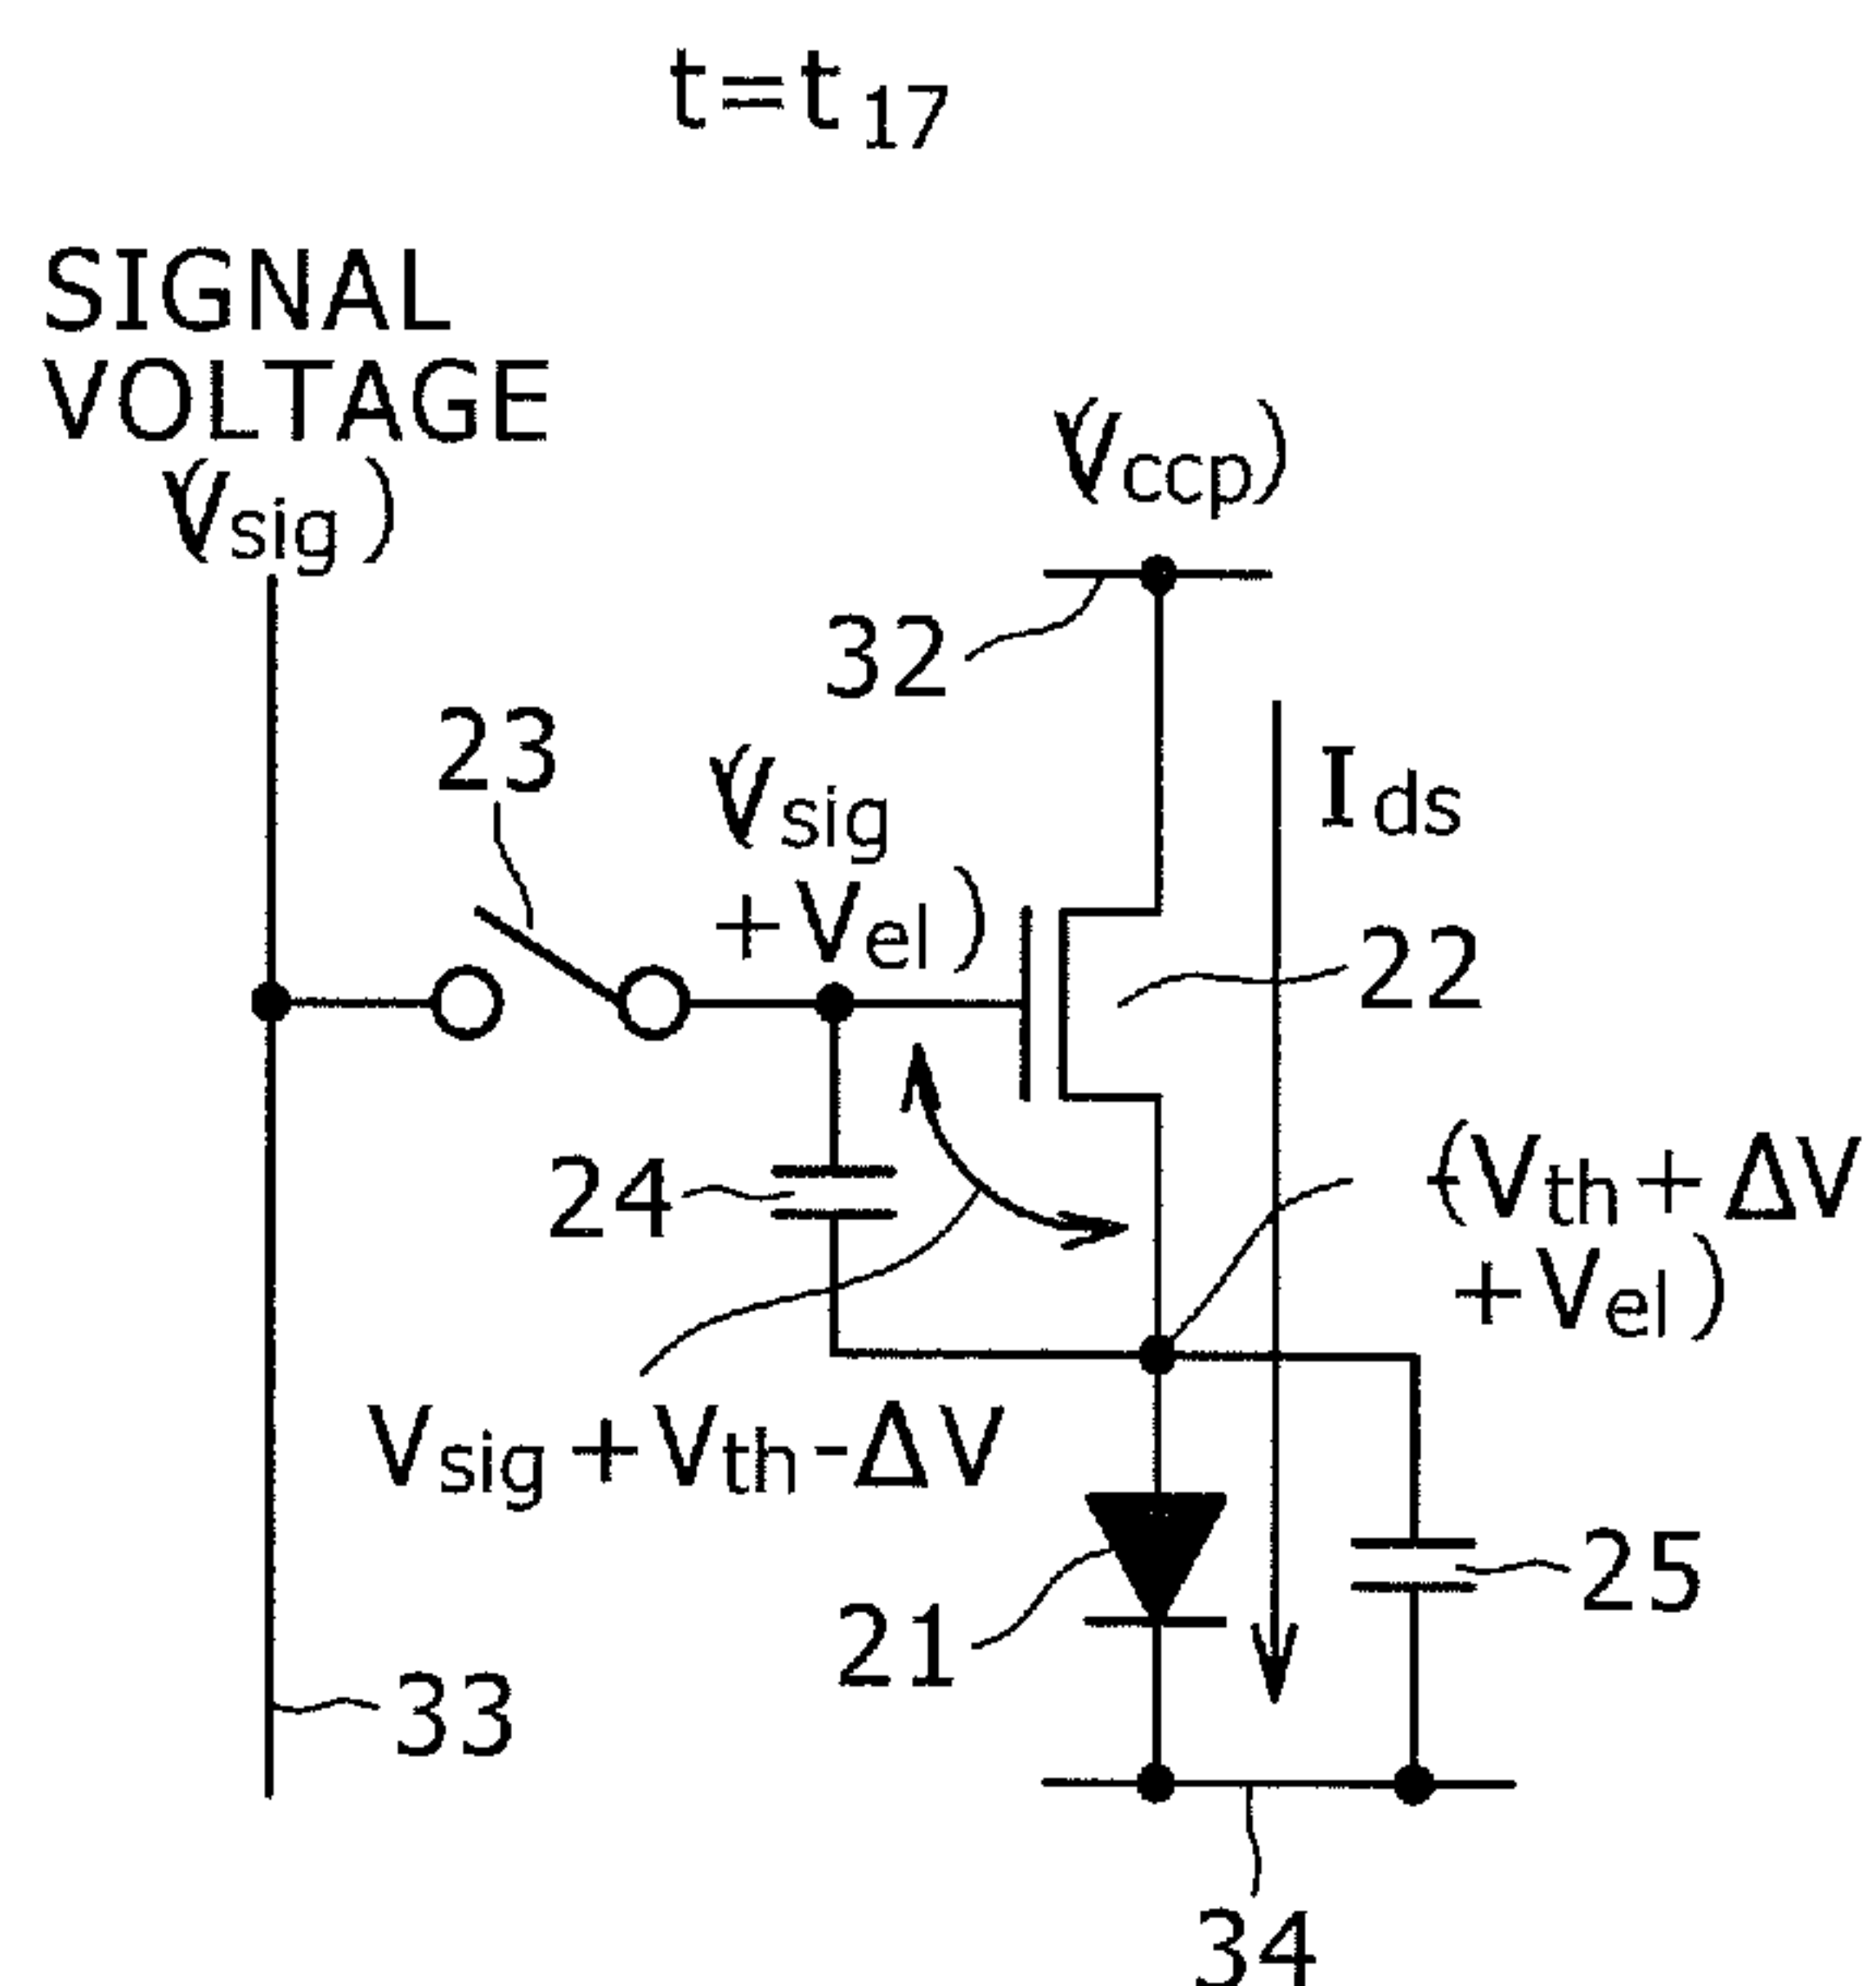 t=t17
SIGNAL
VOLTAGE
(Vsig)
(Vccp)
32
23
(Vsig
+Vel)
Ids
22
24
(-Vth+ΔV
+Vel)
Vsig+Vth-ΔV
21
25
33
34